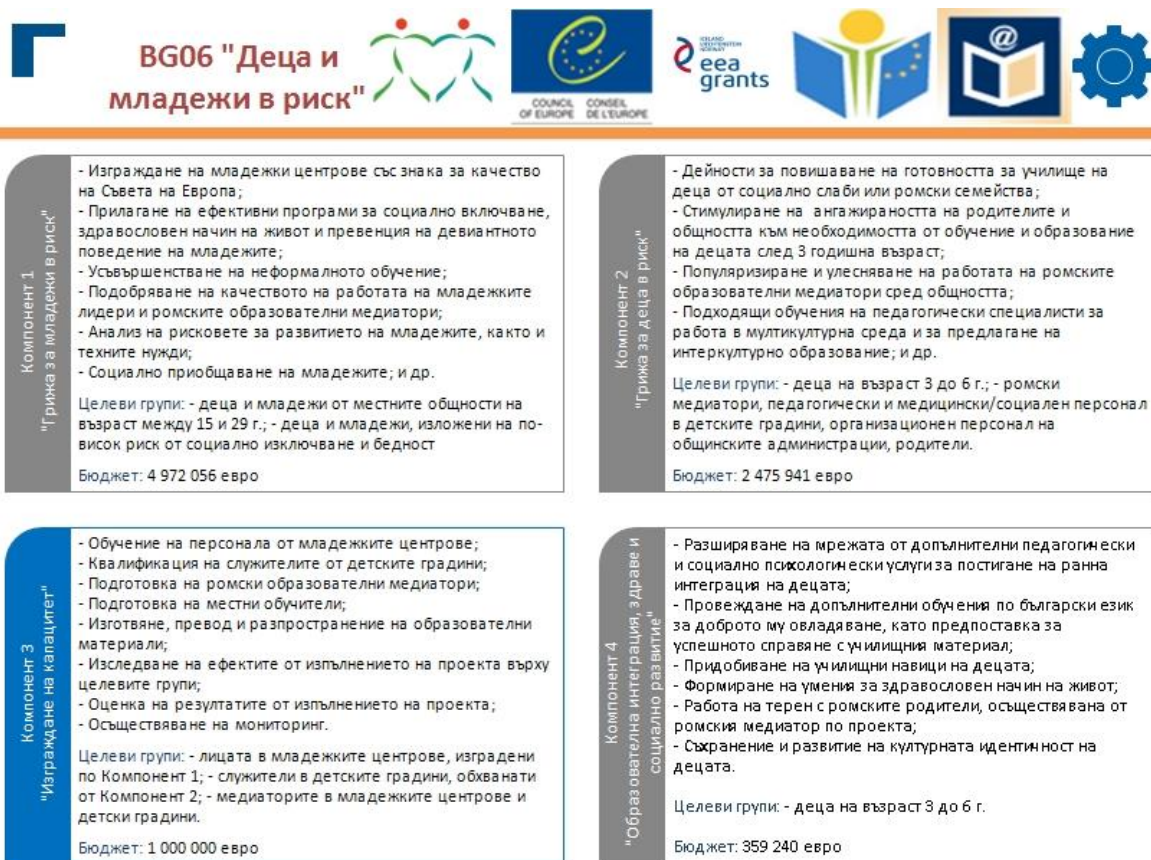 BG06 "Деца и
младежи в риск"
COUNCIL CONSEIL
OF EUROPE DE L'EUROPE
ICELAND
LIECHTENSTEIN
NORWAY
eea
grants
@
Компонент 1
"Грижа за младежи в риск"
- Изграждане на младежки центрове със знака за качество
на Съвета на Европа;
- Прилагане на ефективни програми за социално включване,
здравословен начин на живот и превенция на девиантното
поведение на младежите;
- Усъвършенстване на неформалното обучение;
- Подобряване на качеството на работата на младежките
лидери и ромските образователни медиатори;
- Анализ на рисковете за развитието на младежите, както и
техните нужди;
- Социално приобщаване на младежите; и др.
Целеви групи: - деца и младежи от местните общности на
възраст между 15 и 29 г.; - деца и младежи, изложени на по-
висок риск от социално изключване и бедност
Бюджет: 4 972 056 евро
Компонент 2
"Грижа за деца в риск"
- Дейности за повишаване на готовността за училище на
деца от социално слаби или ромски семейства;
- Стимулиране на ангажираността на родителите и
общността към необходимостта от обучение и образование
на децата след 3 годишна възраст;
- Популяризиране и улесняване на работата на ромските
образователни медиатори сред общността;
- Подходящи обучения на педагогически специалисти за
работа в мултикултурна среда и за предлагане на
интеркултурно образование; и др.
Целеви групи: - деца на възраст 3 до 6 г.; - ромски
медиатори, педагогически и медицински/социален персонал
в детските градини, организационен персонал на
общинските администрации, родители.
Бюджет: 2 475 941 евро
Компонент 3
"Изграждане на капацитет"
- Обучение на персонала от младежките центрове;
- Квалификация на служителите от детските градини;
- Подготовка на ромски образователни медиатори;
- Подготовка на местни обучители;
- Изготвяне, превод и разпространение на образователни
материали;
- Изследване на ефектите от изпълнението на проекта върху
целевите групи;
- Оценка на резултатите от изпълнението на проекта;
- Осъществяване на мониторинг.
Целеви групи: - лицата в младежките центрове, изградени
по Компонент 1; - служители в детските градини, обхванати
от Компонент 2; - медиаторите в младежките центрове и
детски градини.
Бюджет: 1 000 000 евро
Компонент 4
"Образователна интеграция, здраве и
социално развитие"
- Разширяване на мрежата от допълнителни педагогически
и социално психологически услуги за постигане на ранна
интеграция на децата;
- Провеждане на допълнителни обучения по български език
за доброто му овладяване, като предпоставка за
успешното справяне с училищния материал;
- Придобиване на училищни навици на децата;
- Формиране на умения за здравословен начин на живот;
- Работа на терен с ромските родители, осъществявана от
ромския медиатор по проекта;
- Съхранение и развитие на културната идентичност на
децата.
Целеви групи: - деца на възраст 3 до 6 г.
Бюджет: 359 240 евро